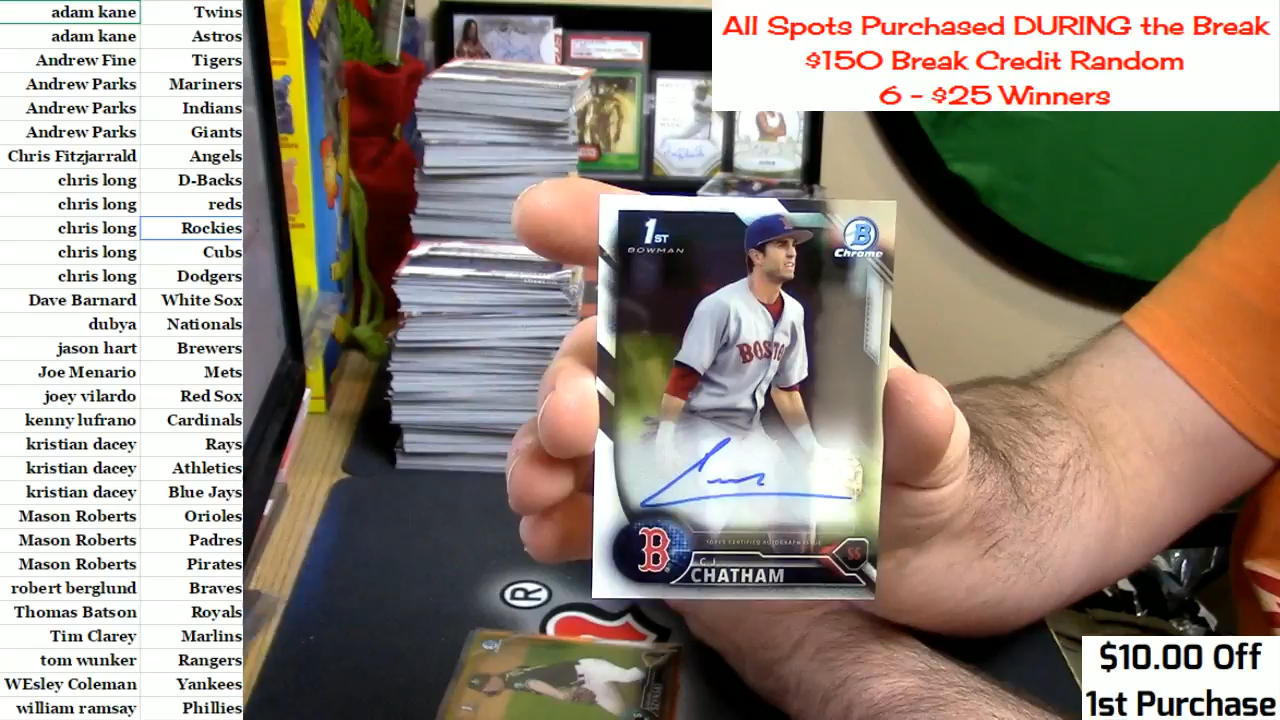 adam kane Twins
adam kane Astros
Andrew Fine Tigers
Andrew Parks Mariners
Andrew Parks Indians
Andrew Parks Giants
Chris Fitzjarrald Angels
chris long D-Backs
chris long reds
chris long Rockies
chris long Cubs
chris long Dodgers
Dave Barnard White Sox
dubya Nationals
jason hart Brewers
Joe Menario Mets
joey vilardo Red Sox
kenny lufrano Cardinals
kristian dacey Rays
kristian dacey Athletics
kristian dacey Blue Jays
Mason Roberts Orioles
Mason Roberts Padres
Mason Roberts Pirates
robert berglund Braves
Thomas Batson Royals
Tim Clarey Marlins
tom wunker Rangers
WEsley Coleman Yankees
william ramsay Phillies
All Spots Purchased DURING the Break
$150 Break Credit Random
6 - $25 Winners
1ST
BOWMAN
B
Chrome
BOSTON
TOPPS CERTIFIED AUTOGRAPH ISSUE
B
SS
C.J.
CHATHAM
®
$10.00 Off
1st Purchase